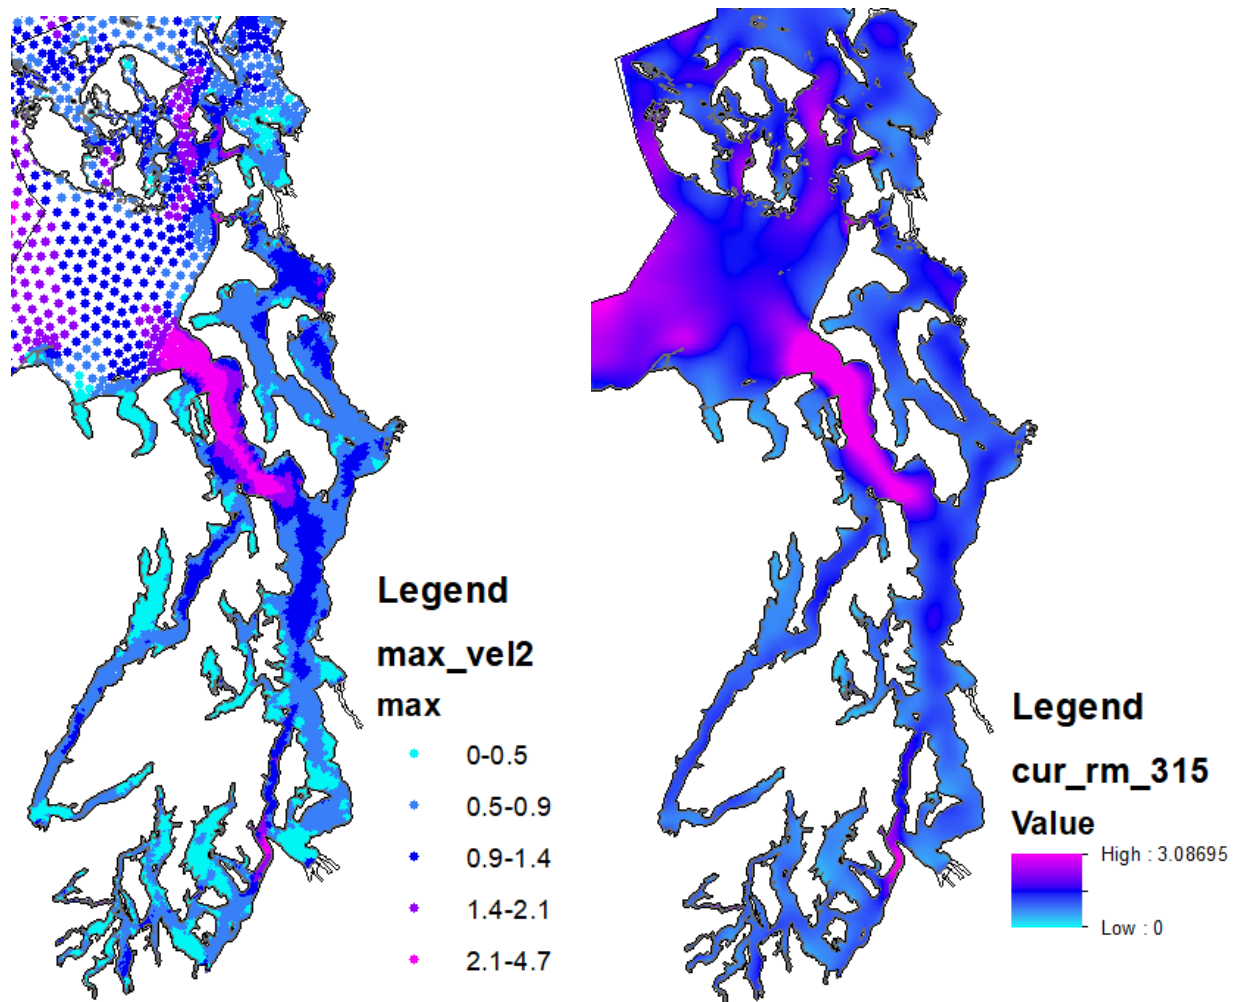 Legend
max_vel2
max
0-0.5
0.5-0.9
0.9-1.4
1.4-2.1
2.1-4.7
Legend
cur_rm_315
Value
High : 3.08695
Low : 0